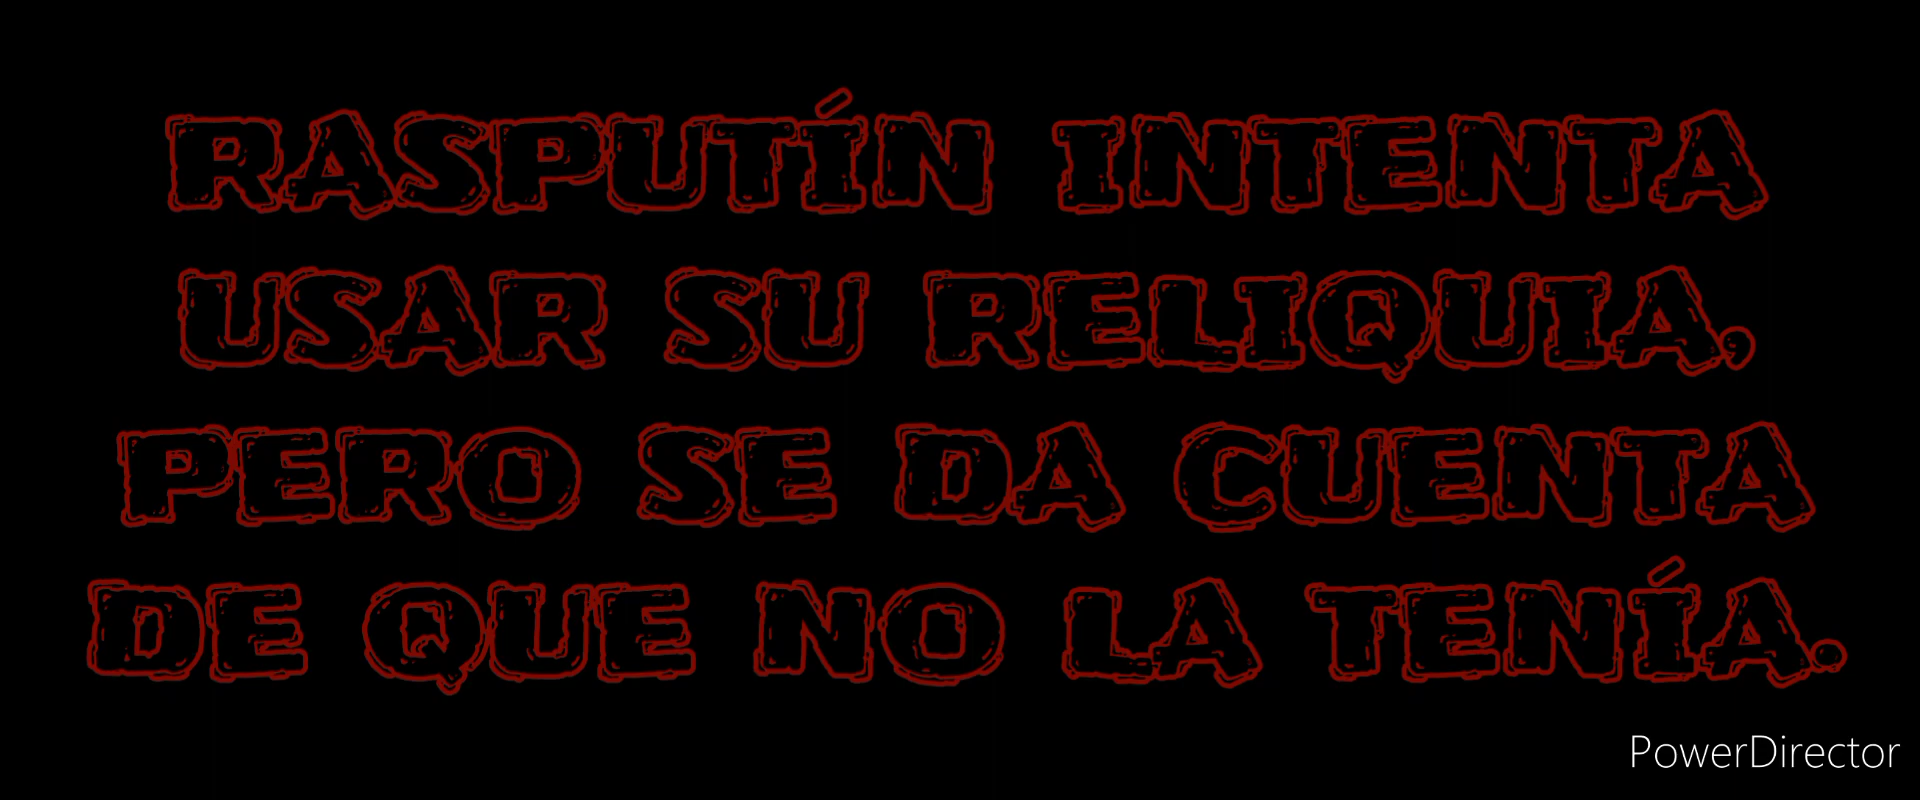 RASPUTÍN INTENTA
USAR SU RELIQUIA,
PERO SE DA CUENTA
DE QUE NO LA TENÍA.
PowerDirector